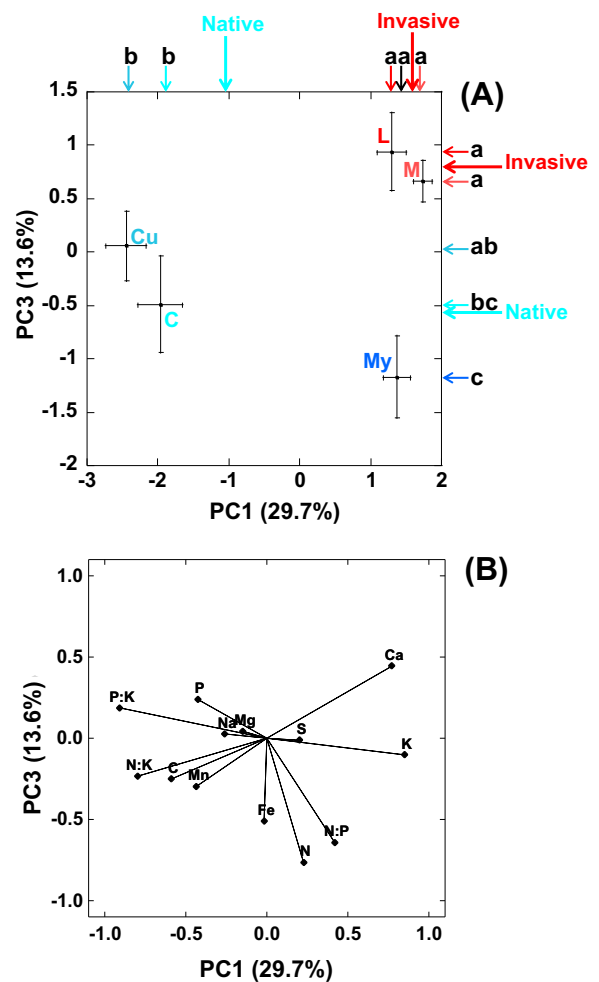 Native
Invasive
b b a a a
(A)
1.5
1
0.5
0
-0.5
-1
-1.5
-2
PC3 (13.6%)
L
M
Cu
C
My
a
Invasive
a
ab
bc
Native
c
-3 -2 -1 0 1 2
PC1 (29.7%)
(B)
1.0
0.5
0.0
-0.5
-1.0
PC3 (13.6%)
Ca
P
P:K
Mg
Na
S
K
N:K
C
Mn
Fe
N:P
N
-1.0 -0.5 0.0 0.5 1.0
PC1 (29.7%)